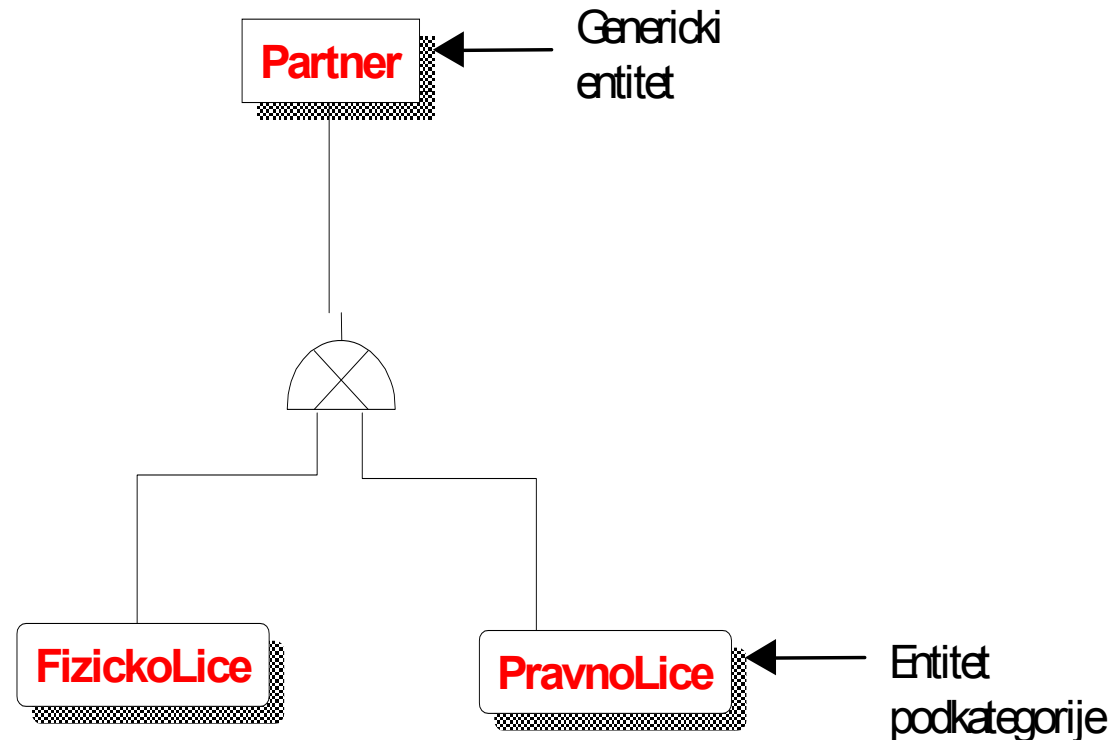 Partner
Genericki
entitet
FizickoLice
PravnoLice
Entitet
podkategorije